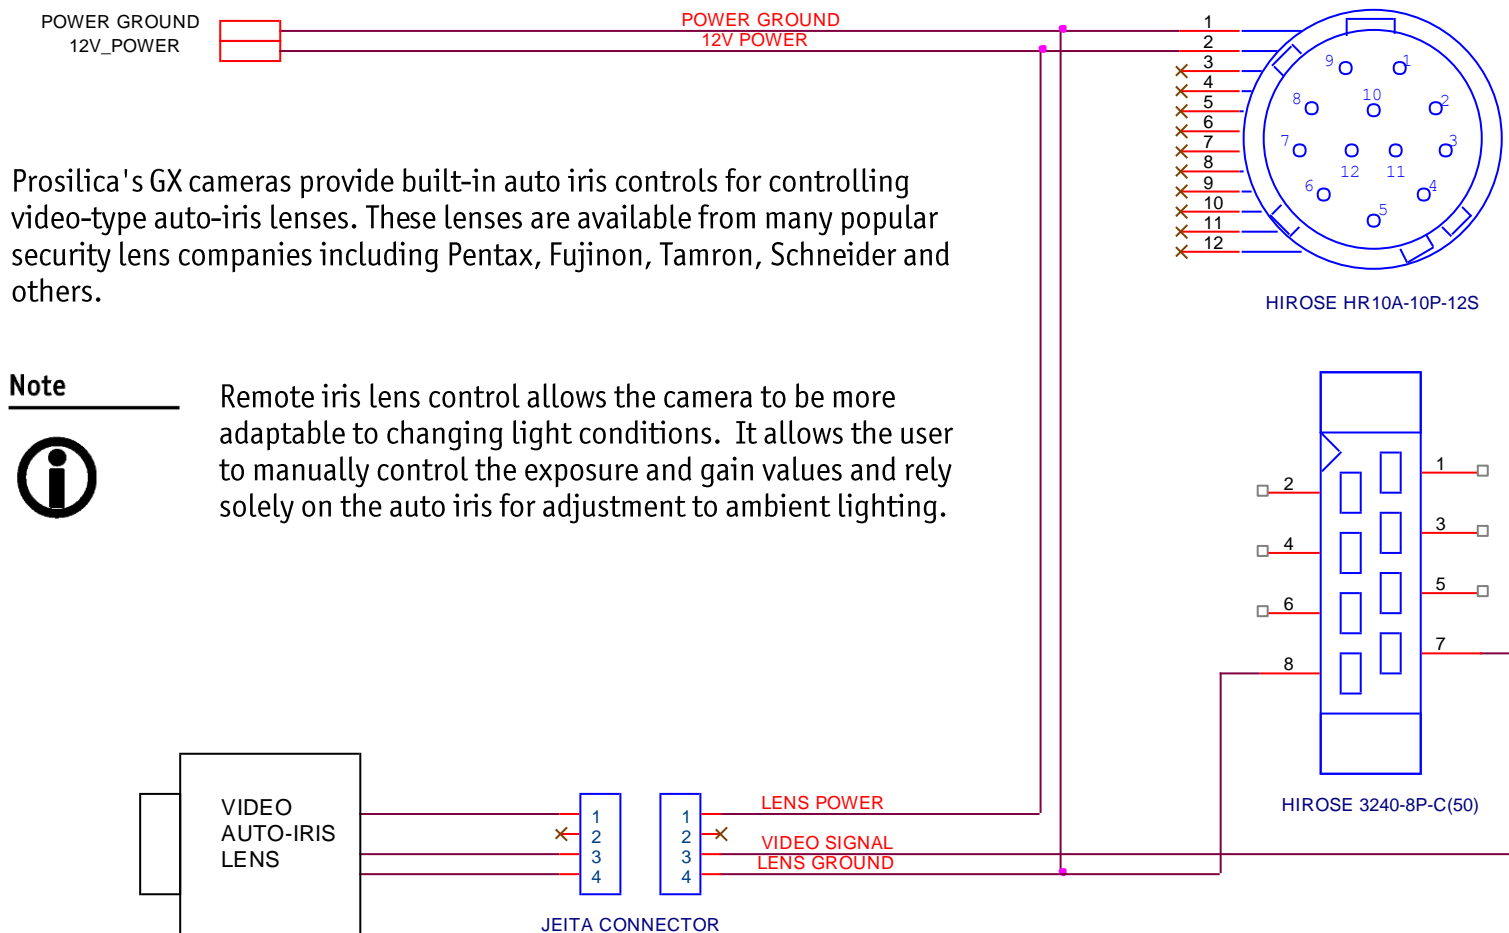 POWER GROUND
12V_POWER
POWER GROUND
12V POWER
1
2
3
4
5
6
7
8
9
10
11
12
9
1
8
10
2
7
3
12
11
6
4
5
HIROSE HR10A-10P-12S
Prosilica's GX cameras provide built-in auto iris controls for controlling
video-type auto-iris lenses. These lenses are available from many popular
security lens companies including Pentax, Fujinon, Tamron, Schneider and
others.
Note
Remote iris lens control allows the camera to be more
adaptable to changing light conditions.  It allows the user
to manually control the exposure and gain values and rely
solely on the auto iris for adjustment to ambient lighting.
1
2
3
4
5
6
7
8
HIROSE 3240-8P-C(50)
VIDEO
AUTO-IRIS
LENS
1
2
3
4
1
2
3
4
LENS POWER
VIDEO SIGNAL
LENS GROUND
JEITA CONNECTOR